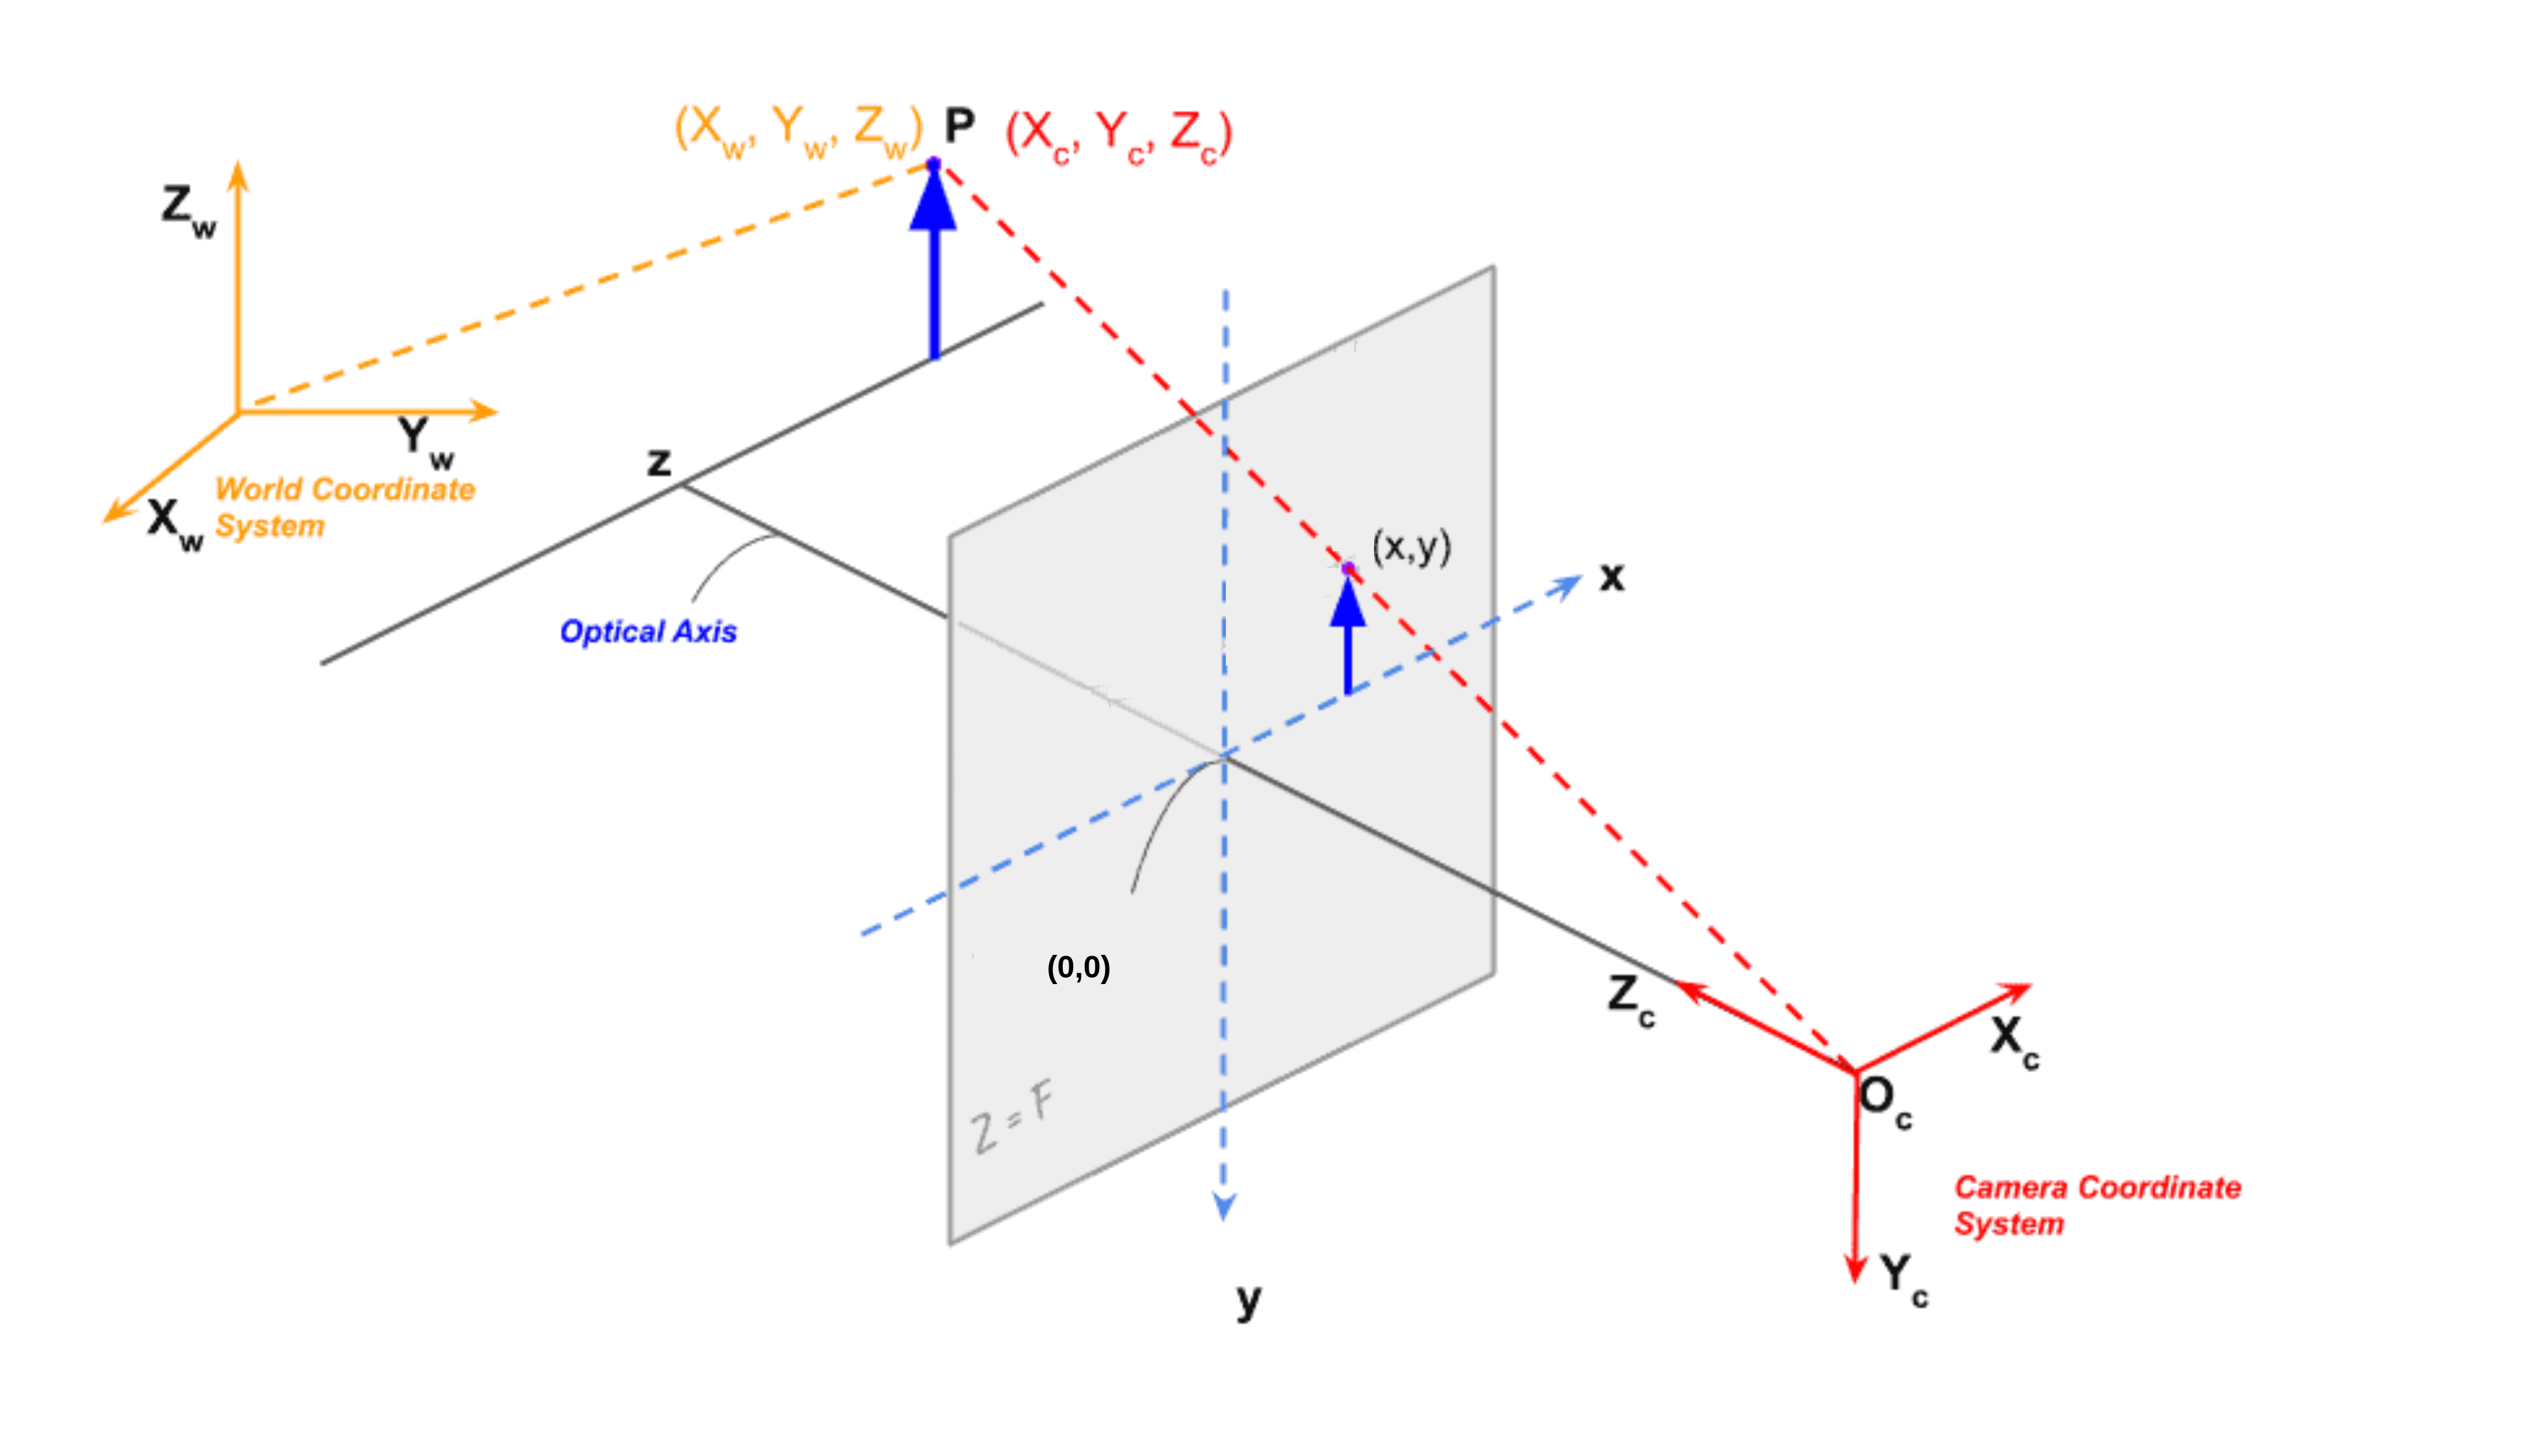 (Xw, Yw, Zw) P (Xc, Yc, Zc)
Zw
Yw
Xw
World Coordinate
System
z
Optical Axis
(x,y)
x
(0,0)
Z = F
Zc
Xc
Oc
Camera Coordinate
System
Yc
y